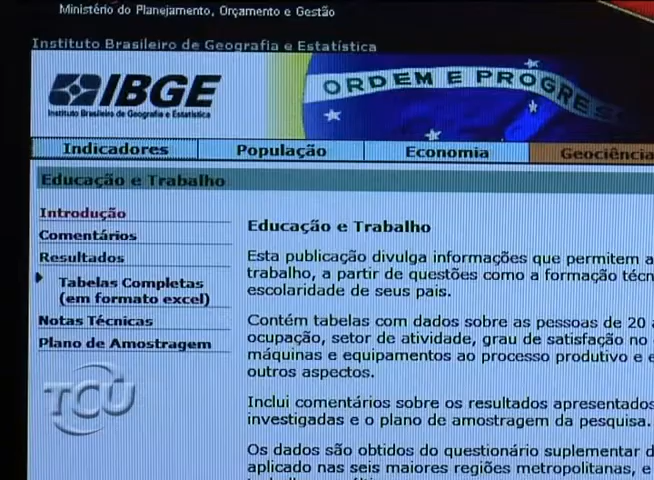 Ministério do Planejamento, Orçamento e Gestão
Instituto Brasileiro de Geografia e Estatística
IBGE
Instituto Brasileiro de Geografia e Estatística
ORDEM E PROGRES
Indicadores
População
Economia
Geociência
Educação e Trabalho
Introdução
Comentários
Resultados
Tabelas Completas
(em formato excel)
Notas Técnicas
Plano de Amostragem
Educação e Trabalho
Esta publicação divulga informações que permitem a
trabalho, a partir de questões como a formação técn
escolaridade de seus pais.
Contém tabelas com dados sobre as pessoas de 20 a
ocupação, setor de atividade, grau de satisfação no
máquinas e equipamentos ao processo produtivo e e
outros aspectos.
Inclui comentários sobre os resultados apresentados
investigadas e o plano de amostragem da pesquisa.
Os dados são obtidos do questionário suplementar d
aplicado nas seis maiores regiões metropolitanas, e
TCU